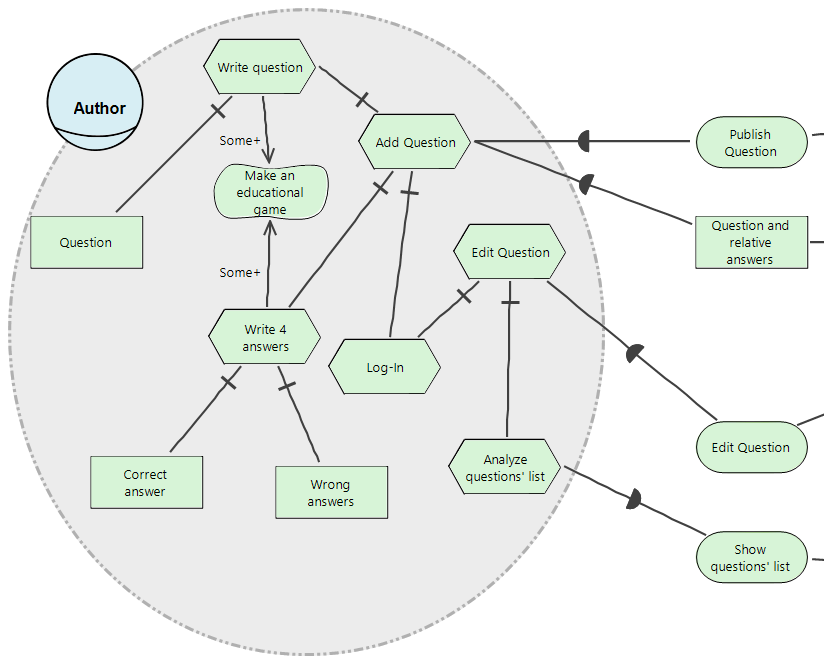 Author
Write question
Some+
Add Question
Make an
educational
game
Publish
Question
Question
Question and
relative
answers
Edit Question
Some+
Write 4
answers
Log-In
Edit Question
Correct
answer
Wrong
answers
Analyze
questions' list
Show
questions' list